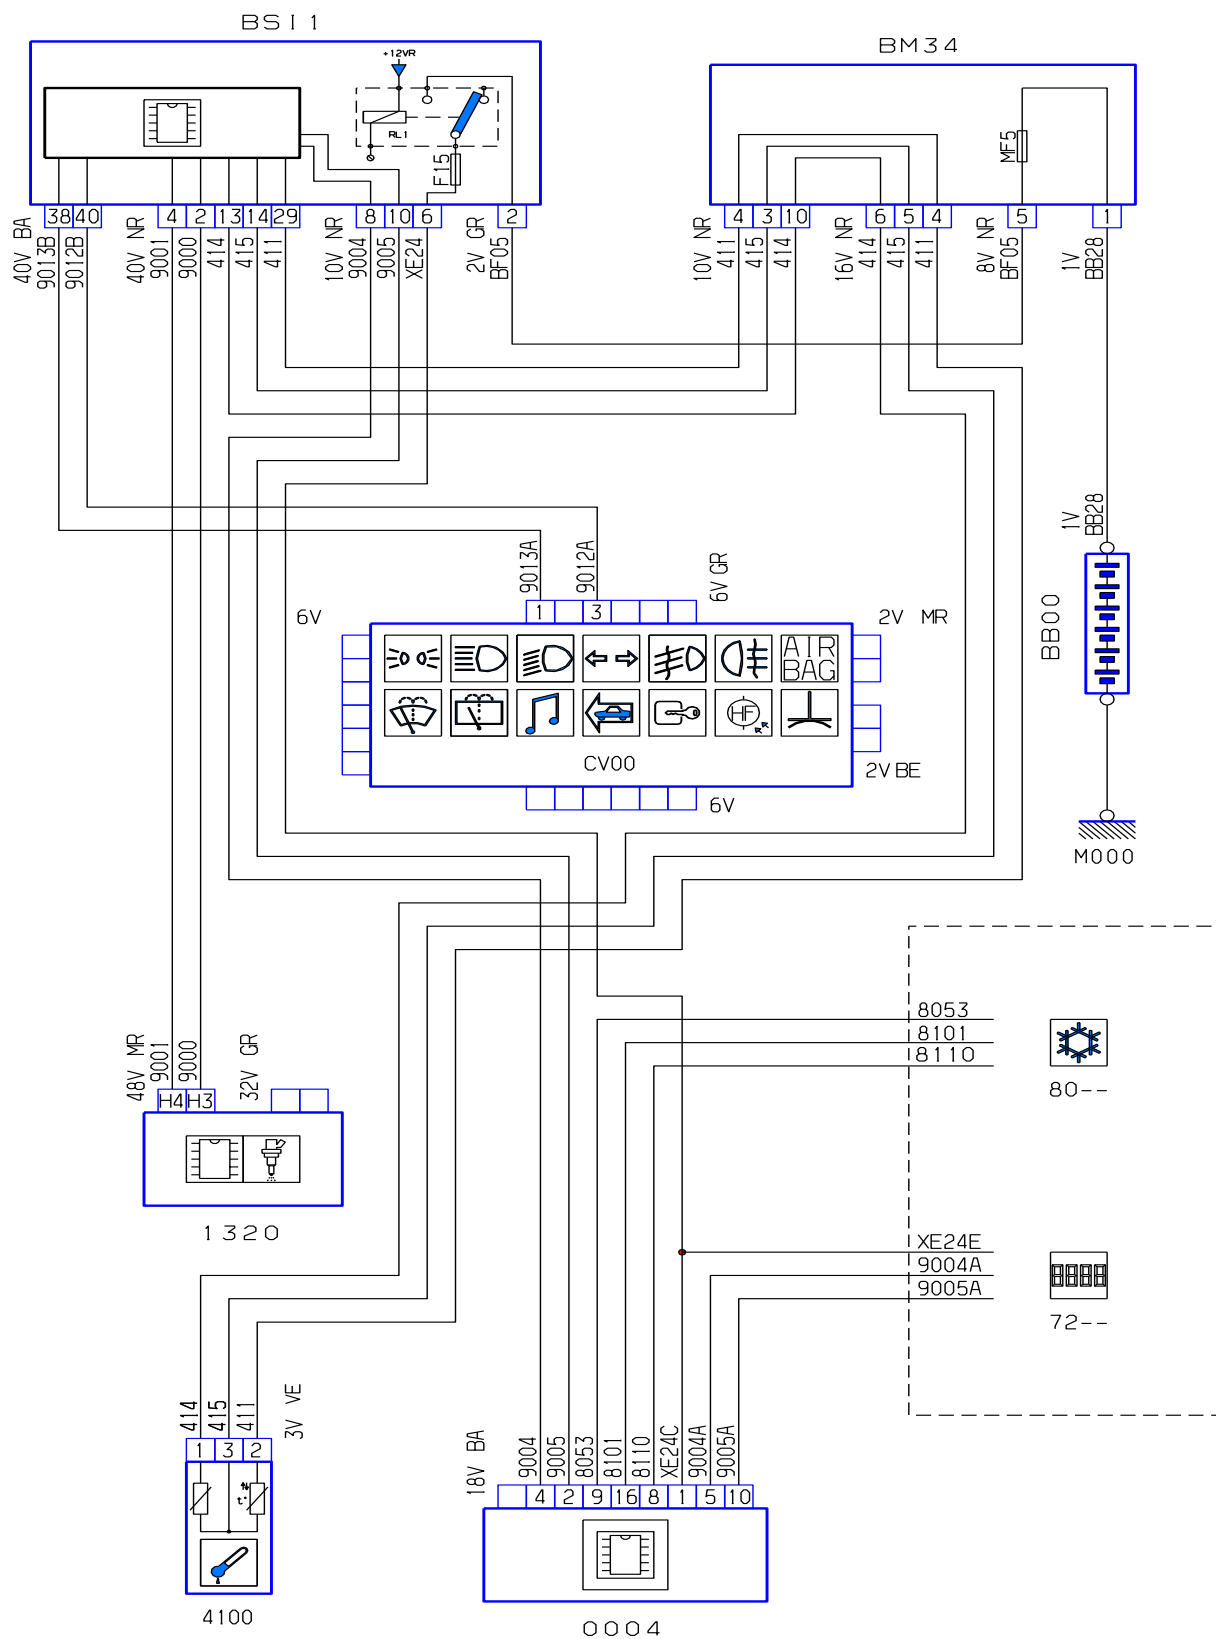 BSI1
BM34
+12VR
RL1
F15
MF5
38 40 4 2 13 14 29 8 10 6 2
4 3 10 6 5 4 5 1
40V BA
9013B
9012B
40V NR
9001
9000
414
415
411
10V NR
9004
9005
XE24
2V GR
BF05
10V NR
411
415
414
16V NR
414
415
411
8V NR
BF05
1V
BB28
1V
BB28
BB00
M000
9013A
9012A
6V GR
1 3
6V
2V MR
AIR
BAG
HF
CV00
2V BE
6V
8053
8101
8110
80--
48V MR
9001
9000
32V GR
H4 H3
1320
XE24E
9004A
9005A
72--
414
415
411
3V VE
1 3 2
t°
4100
18V BA
9004
9005
8053
8101
8110
XE24C
9004A
9005A
4 2 9 16 8 1 5 10
0004